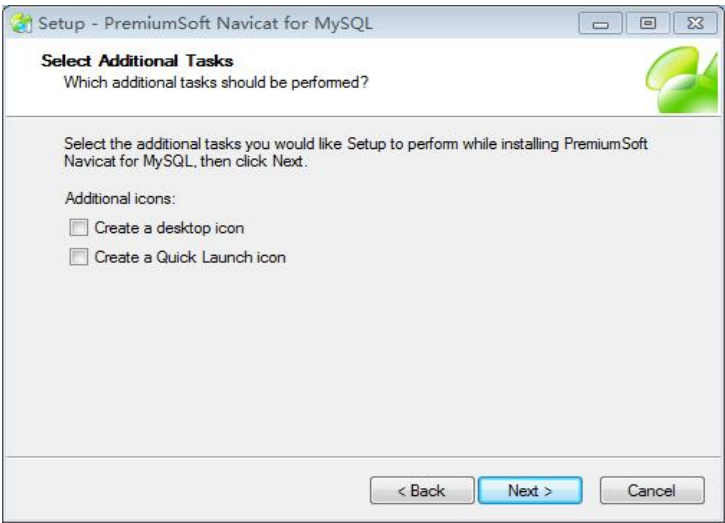 Setup - PremiumSoft Navicat for MySQL
Select Additional Tasks
Which additional tasks should be performed?
Select the additional tasks you would like Setup to perform while installing PremiumSoft
Navicat for MySQL, then click Next.
Additional icons:
Create a desktop icon
Create a Quick Launch icon
< Back Next > Cancel